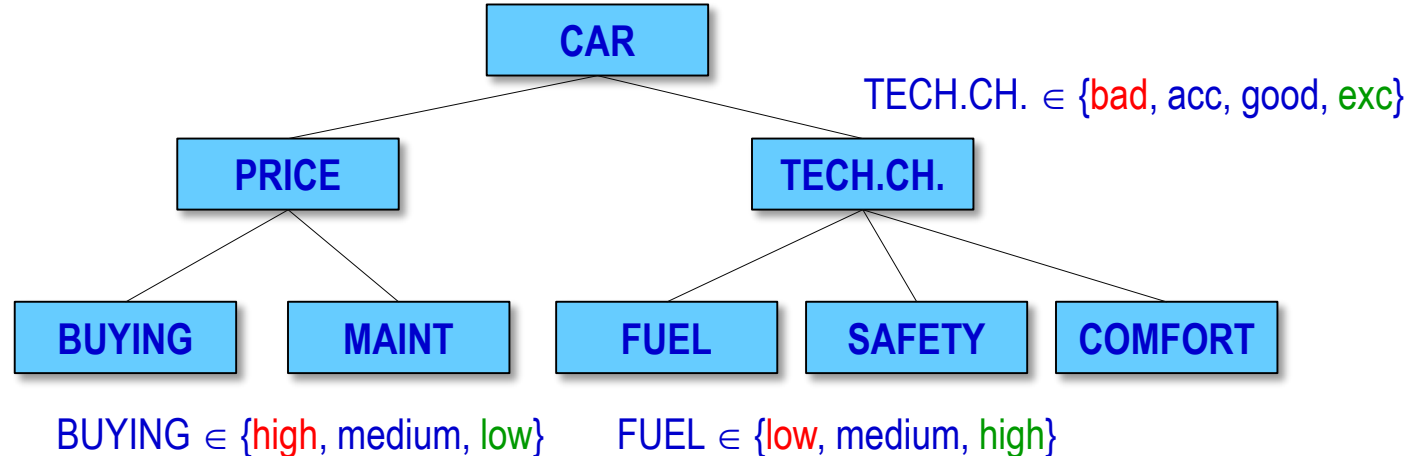 CAR
TECH.CH. ∈ {bad, acc, good, exc}
PRICE
TECH.CH.
BUYING
MAINT
FUEL
SAFETY
COMFORT
BUYING ∈ {high, medium, low}
FUEL ∈ {low, medium, high}